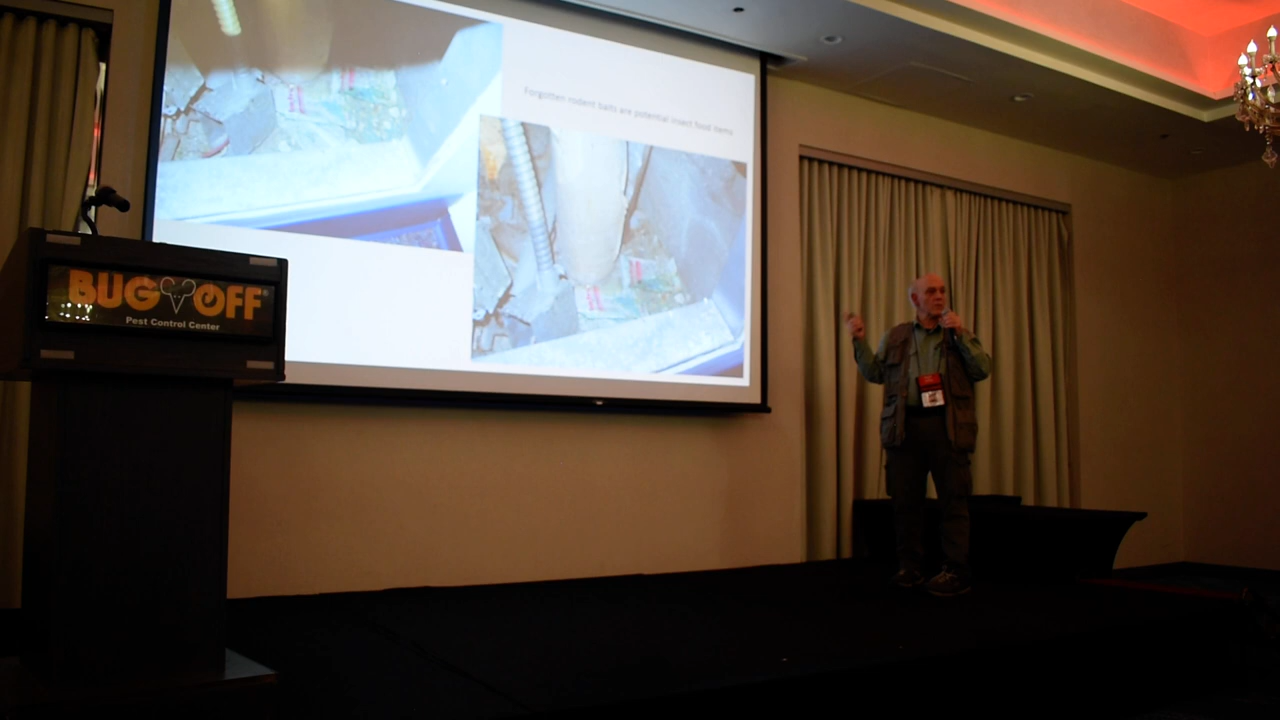 Forgotten rodent baits are potential insect food items
BUG OFF
Pest Control Center